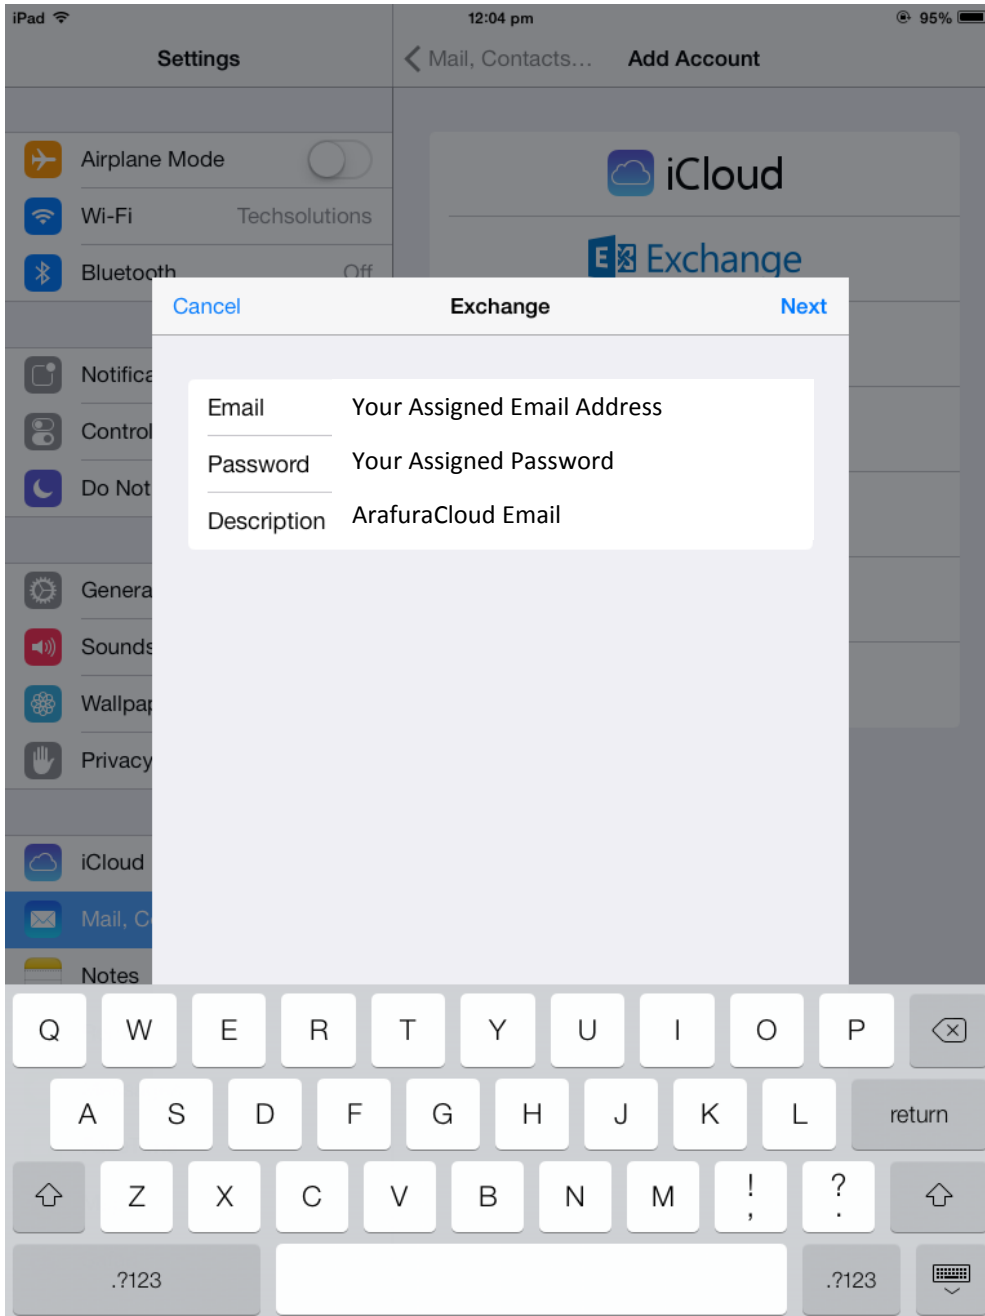 iPad 12:04 pm 95%
Settings
Mail, Contacts... Add Account
Airplane Mode
iCloud
Wi-Fi Techsolutions
E Exchange
Bluetooth Off
Cancel Exchange Next
Notifica
Email Your Assigned Email Address
Control
Password Your Assigned Password
Do Not
Description ArafuraCloud Email
Genera
Sounds
Wallpap
Privacy
iCloud
Mail, C
Notes
Q W E R T Y U I O P
A S D F G H J K L return
Z X C V B N M ! , ? .
.?123 .?123